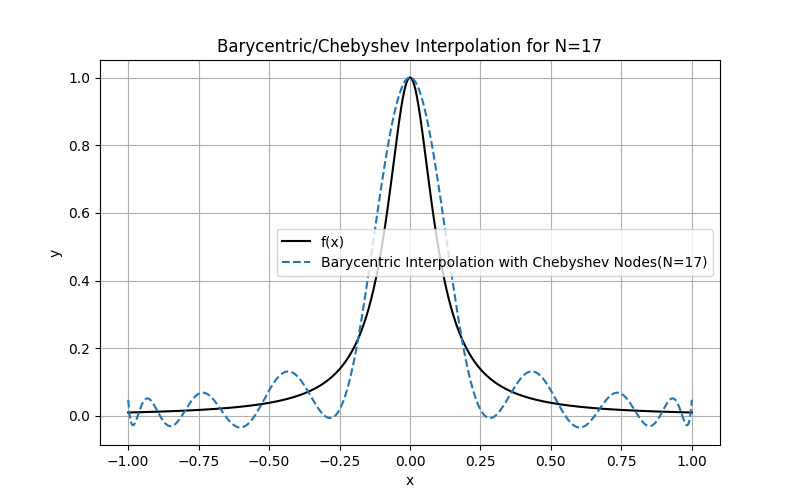 Barycentric/Chebyshev Interpolation for N=17
1.0
0.8
0.6
0.4
0.2
0.0
y
f(x)
Barycentric Interpolation with Chebyshev Nodes(N=17)
−1.00 −0.75 −0.50 −0.25 0.00 0.25 0.50 0.75 1.00
x